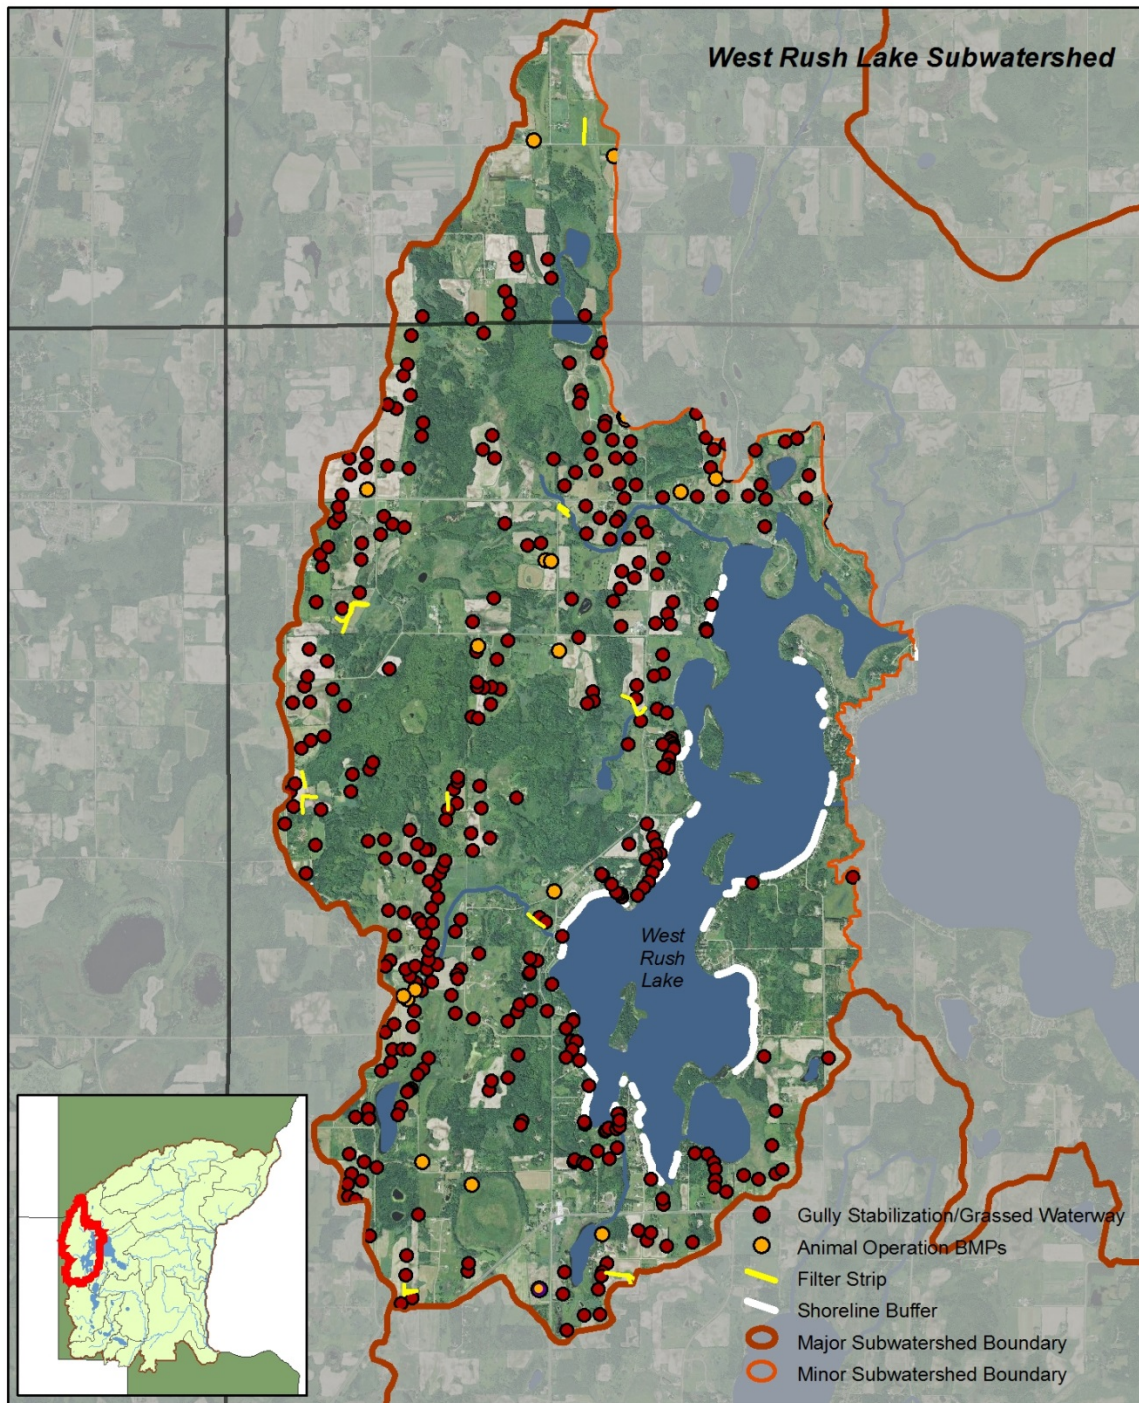 West Rush Lake Subwatershed
West
Rush
Lake
Gully Stabilization/Grassed Waterway
Animal Operation BMPs
Filter Strip
Shoreline Buffer
Major Subwatershed Boundary
Minor Subwatershed Boundary